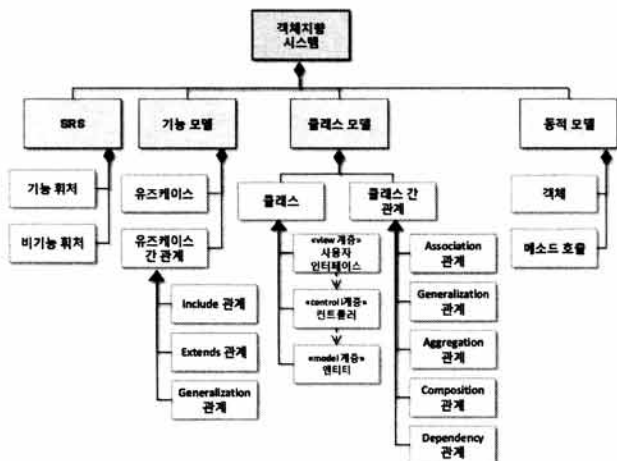 객체지향
시스템
SRS
기능 모델
클래스 모델
동적 모델
기능 휘처
비기능 휘처
유즈케이스
유즈케이스
간 관계
Include 관계
Extends 관계
Generalization
관계
클래스
클래스 간
관계
«view 계층»
사용자
인터페이스
«control 계층»
컨트롤러
«model 계층»
엔티티
Association
관계
Generalization
관계
Aggregation
관계
Composition
관계
Dependency
관계
객체
메소드 호출